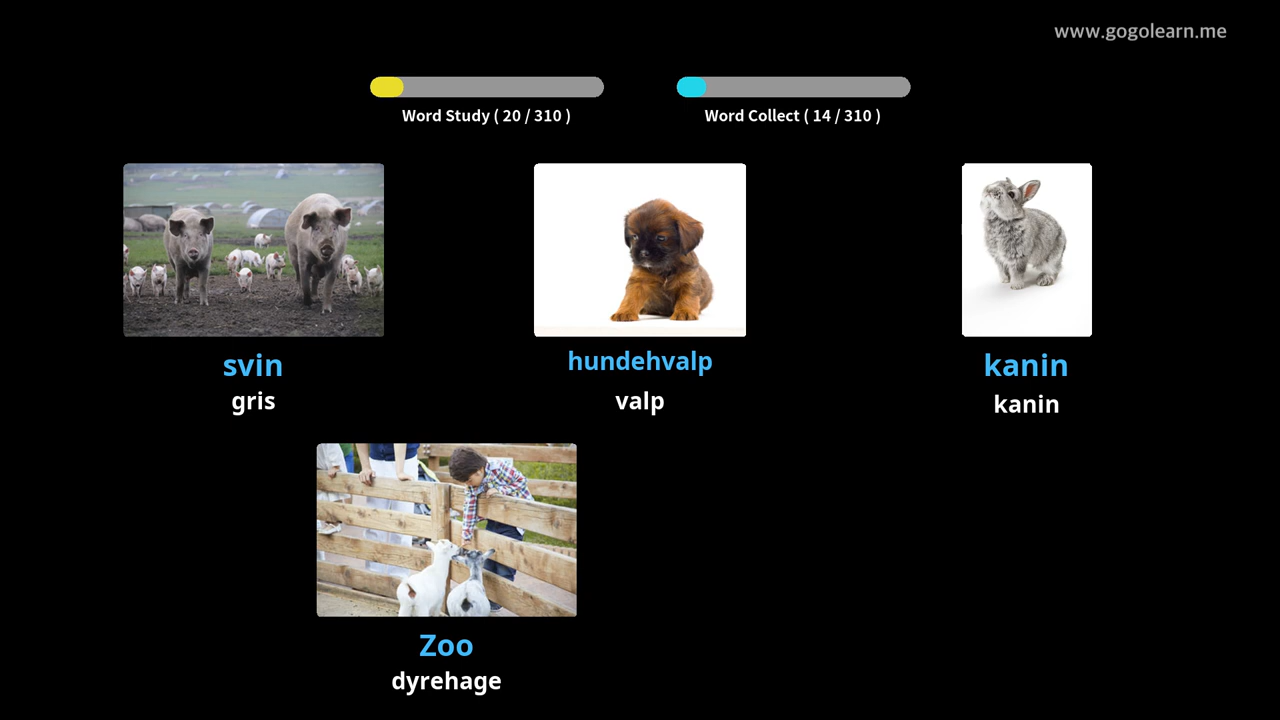 www.gogolearn.me
Word Study ( 20 / 310 )
Word Collect ( 14 / 310 )
svin
gris
hundehvalp
valp
kanin
kanin
Zoo
dyrehage